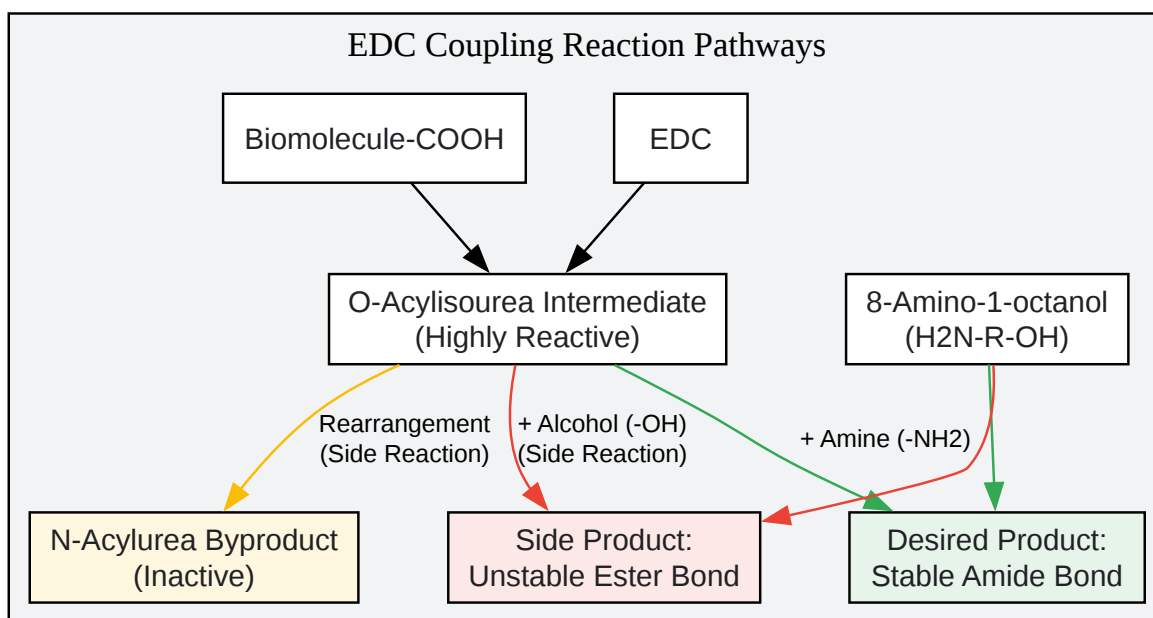 EDC Coupling Reaction Pathways
Biomolecule-COOH
EDC
O-Acylisourea Intermediate
(Highly Reactive)
8-Amino-1-octanol
(H2N-R-OH)
Rearrangement
(Side Reaction)
+ Alcohol (-OH)
(Side Reaction)
+ Amine (-NH2)
N-Acylurea Byproduct
(Inactive)
Side Product:
Unstable Ester Bond
Desired Product:
Stable Amide Bond